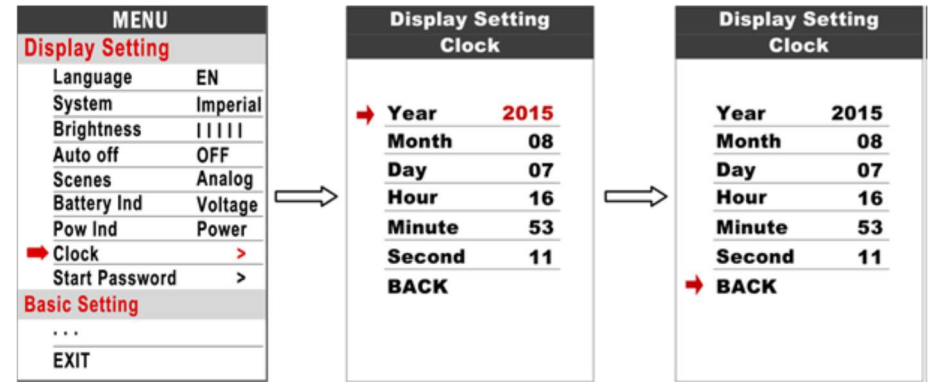 MENU
Display Setting
Language EN
System Imperial
Brightness | | | | |
Auto off OFF
Scenes Analog
Battery Ind Voltage
Pow Ind Power
Clock >
Start Password >
Basic Setting
...
EXIT
Display Setting
Clock
Year 2015
Month 08
Day 07
Hour 16
Minute 53
Second 11
BACK
Display Setting
Clock
Year 2015
Month 08
Day 07
Hour 16
Minute 53
Second 11
BACK